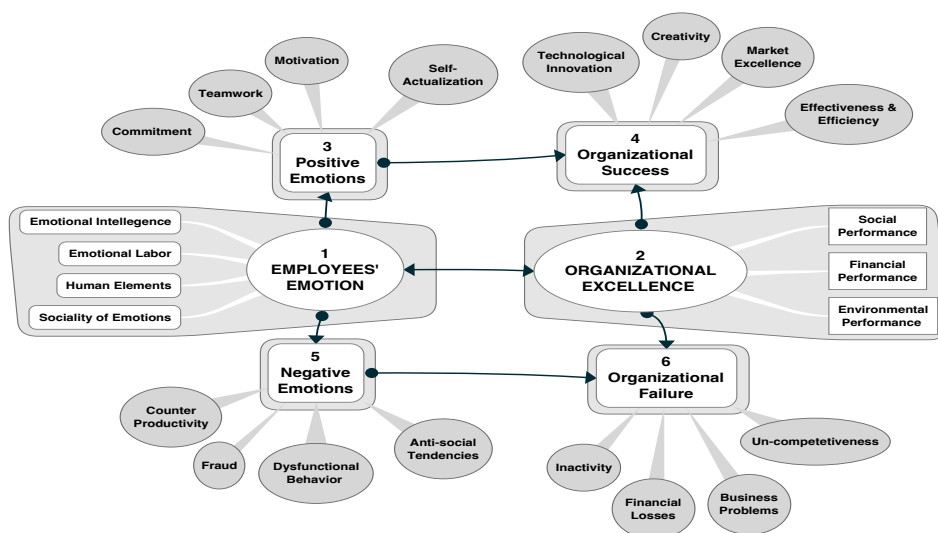 Motivation
Self-
Actualization
Teamwork
Commitment
3
Positive
Emotions
Technological
Innovation
Creativity
Market
Excellence
Effectiveness &
Efficiency
4
Organizational
Success
Emotional Intellegence
Emotional Labor
Human Elements
Sociality of Emotions
1
EMPLOYEES'
EMOTION
2
ORGANIZATIONAL
EXCELLENCE
Social
Performance
Financial
Performance
Environmental
Performance
5
Negative
Emotions
Counter
Productivity
Fraud
Dysfunctional
Behavior
Anti-social
Tendencies
6
Organizational
Failure
Inactivity
Financial
Losses
Business
Problems
Un-competetiveness